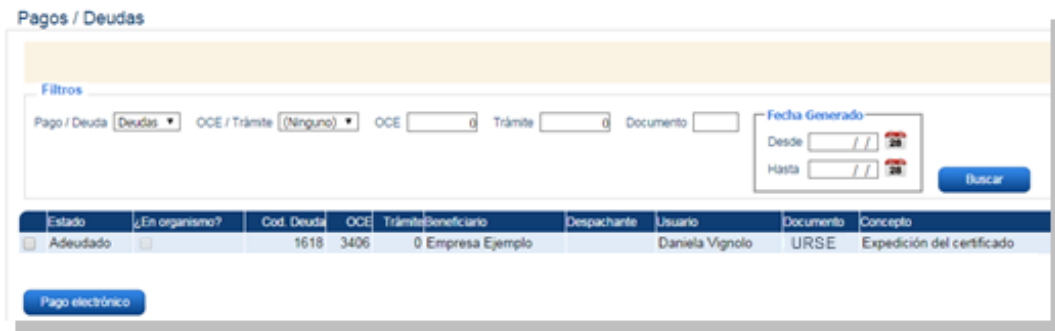 Pagos / Deudas
Filtros
Pago / Deuda Deudas OCE / Trámite (Ninguno) OCE 0 Trámite 0 Documento
Fecha Generado
Desde / / 28
Hasta / / 28
Buscar
Estado ¿En organismo? Cod. Deuda OCE Trámite Beneficiario Despachante Usuario Documento Concepto
Adeudado 1618 3406 0 Empresa Ejemplo Daniela Vignolo URSE Expedición del certificado
Pago electrónico